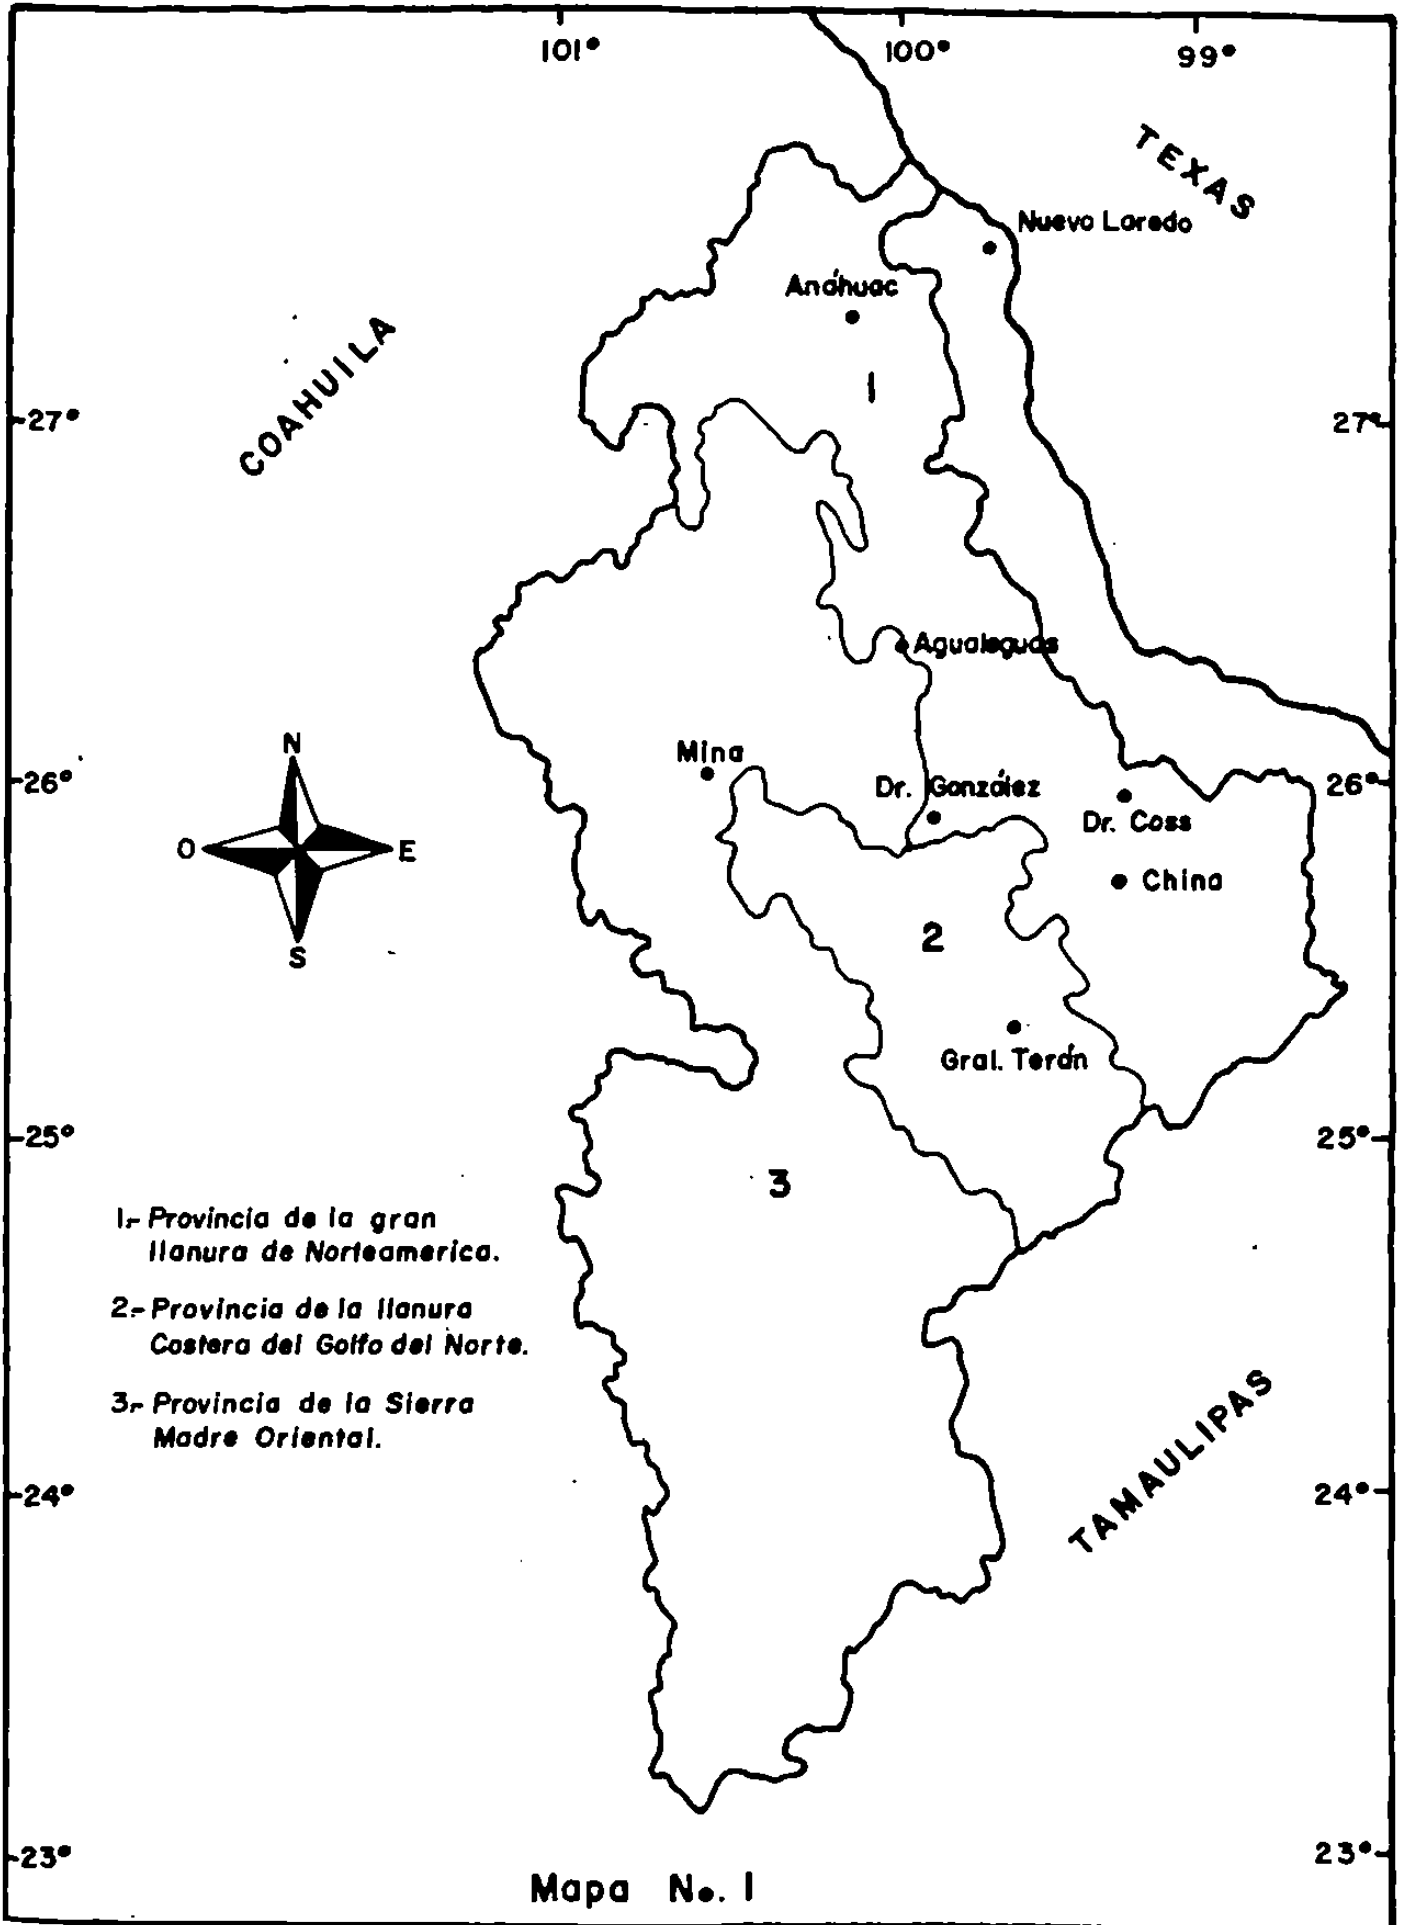 101° 100° 99°
TEXAS
Nuevo Laredo
Anáhuac
COAHUILA
1
27° 27°
Agualeguas
N
Mina
26° 26°
Dr. González
Dr. Coss
O E
China
2
S
Gral. Terán
25° 25°
3
1.- Provincia de la gran
llanura de Norteamerica.
2.- Provincia de la llanura
Costera del Golfo del Norte.
3.- Provincia de la Sierra
Madre Oriental.
TAMAULIPAS
24° 24°
23° 23°
Mapa No. 1